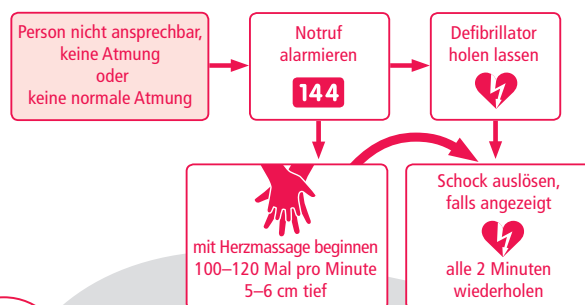 Person nicht ansprechbar,
keine Atmung
oder
keine normale Atmung
Notruf
alarmieren
144
Defibrillator
holen lassen
mit Herzmassage beginnen
100–120 Mal pro Minute
5–6 cm tief
Schock auslösen,
falls angezeigt
alle 2 Minuten
wiederholen